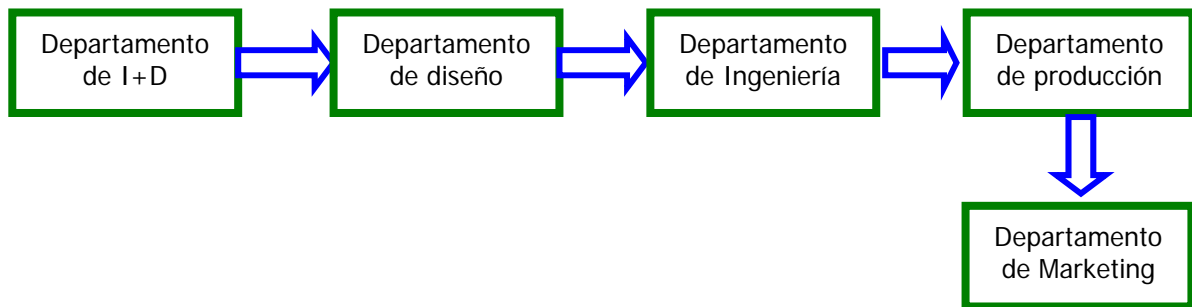 Departamento
de I+D
Departamento
de diseño
Departamento
de Ingeniería
Departamento
de producción
Departamento
de Marketing